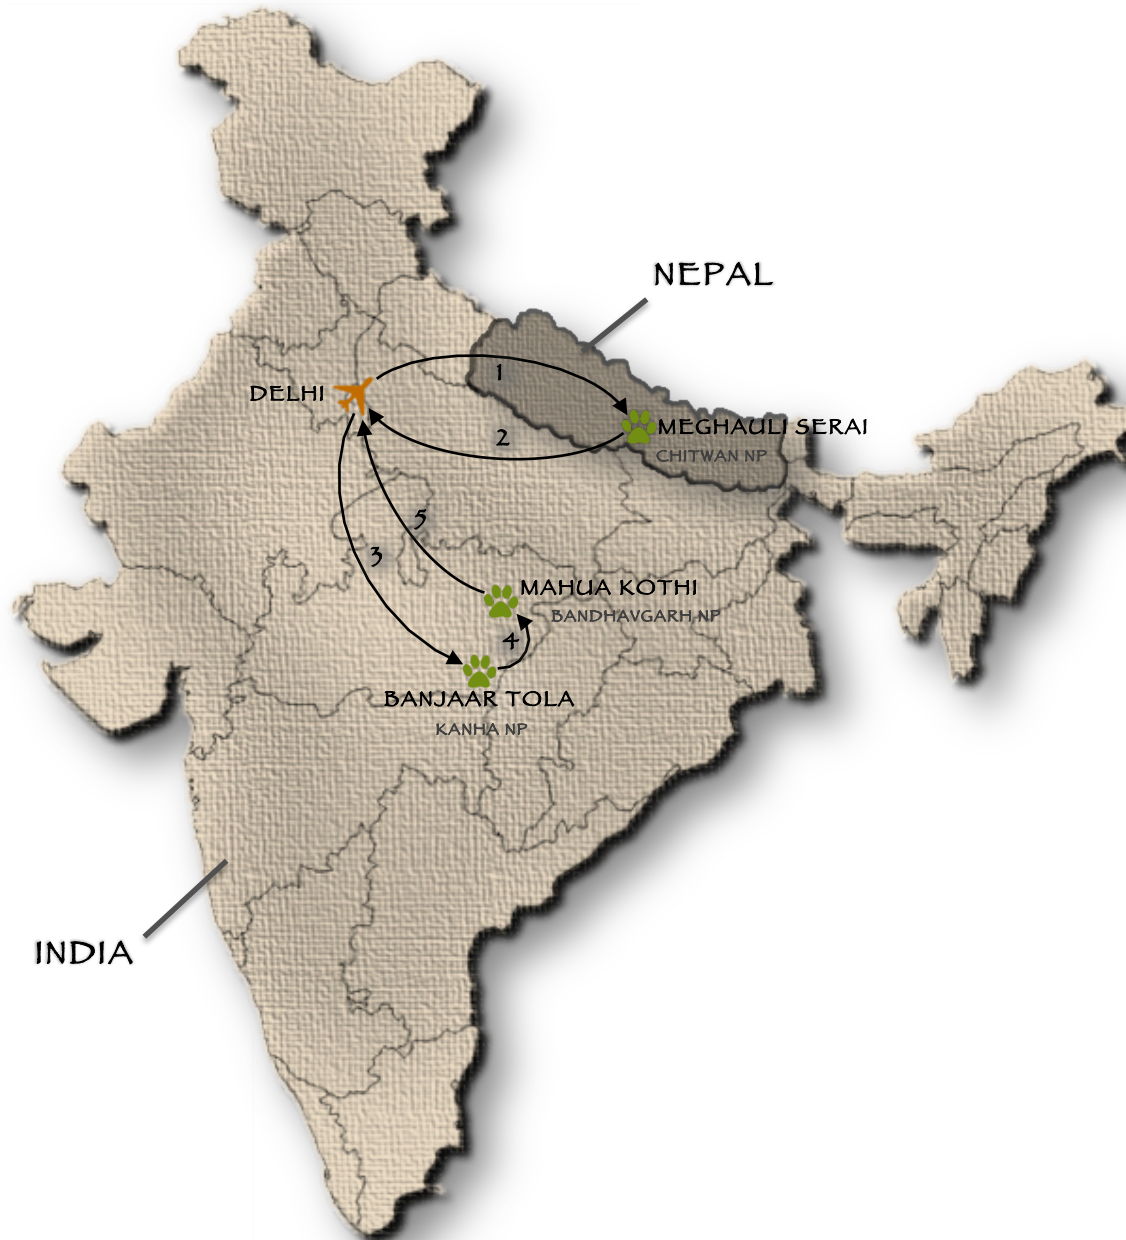 NEPAL
DELHI
1
MEGHAULI SERAI
2
CHITWAN NP
5
3
MAHUA KOTHI
BANDHAVGARH NP
4
BANJAAR TOLA
KANHA NP
INDIA